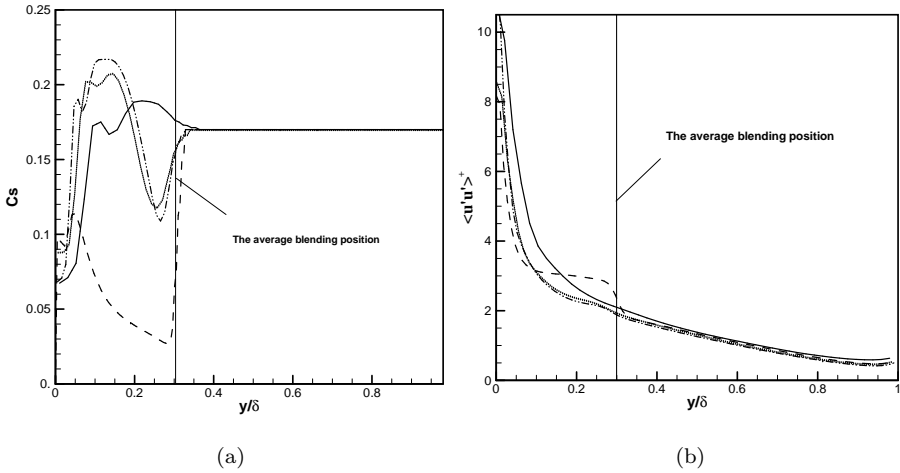 0.25
0.2
0.15
0.1
0.05
0.
Cs
The average blending position
0 0.2 0.4 0.6 0.8
y/δ
(a)
10
8
6
4
2
0
<u'u'>⁺
The average blending position
0 0.2 0.4 0.6 0.8 1
y/δ
(b)